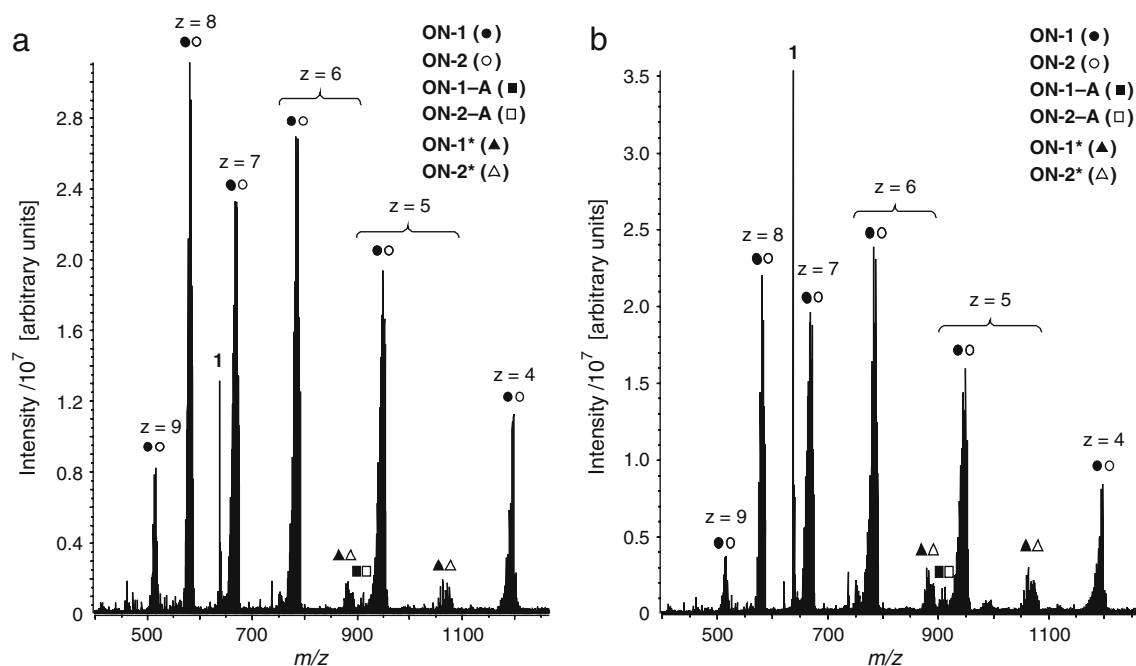 a
z = 8
ON-1 (●)
ON-2 (○)
ON-1–A (■)
ON-2–A (□)
ON-1* (▲)
ON-2* (△)
z = 6
z = 7
z = 5
1
z = 4
z = 9
2.8
2.4
2.0
1.6
1.2
0.8
0.4
0
Intensity /10⁷ [arbitrary units]
500
700
900
1100
m/z
b
1
ON-1 (●)
ON-2 (○)
ON-1–A (■)
ON-2–A (□)
ON-1* (▲)
ON-2* (△)
z = 6
z = 8
z = 7
z = 5
z = 4
z = 9
3.5
3.0
2.5
2.0
1.5
1.0
0.5
0
Intensity /10⁷ [arbitrary units]
500
700
900
1100
m/z